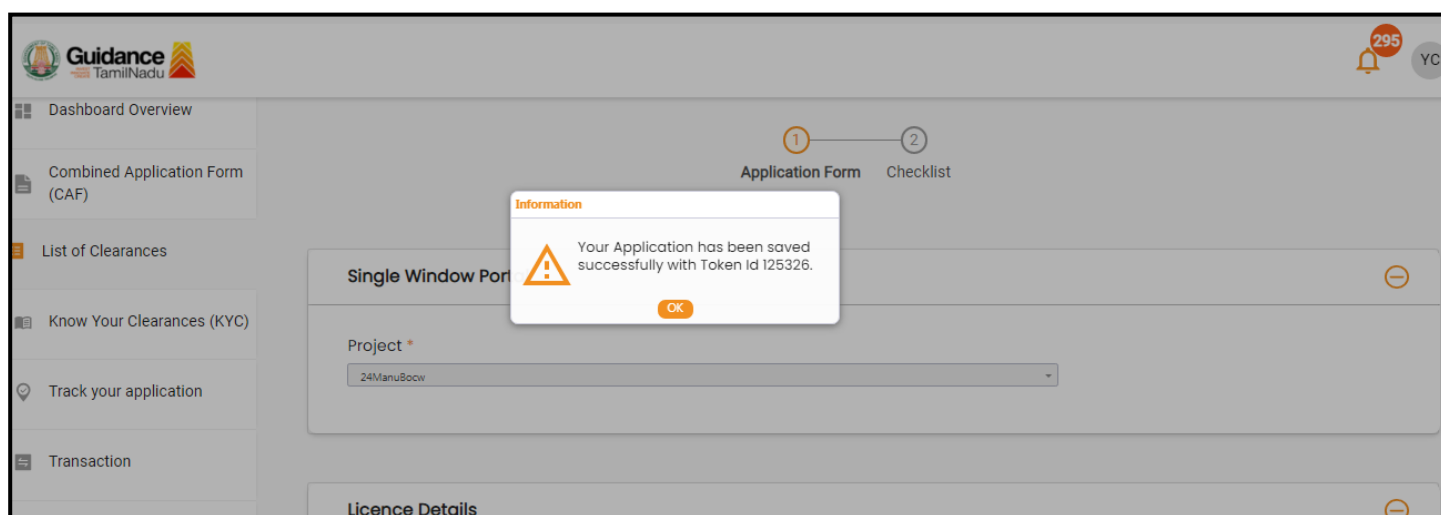 Guidance
TamilNadu
295
YC
Dashboard Overview
Combined Application Form
(CAF)
List of Clearances
Know Your Clearances (KYC)
Track your application
Transaction
1
2
Application Form
Checklist
Information
Your Application has been saved
successfully with Token Id 125326.
OK
Single Window Port
Project *
24ManuBocw
Licence Details